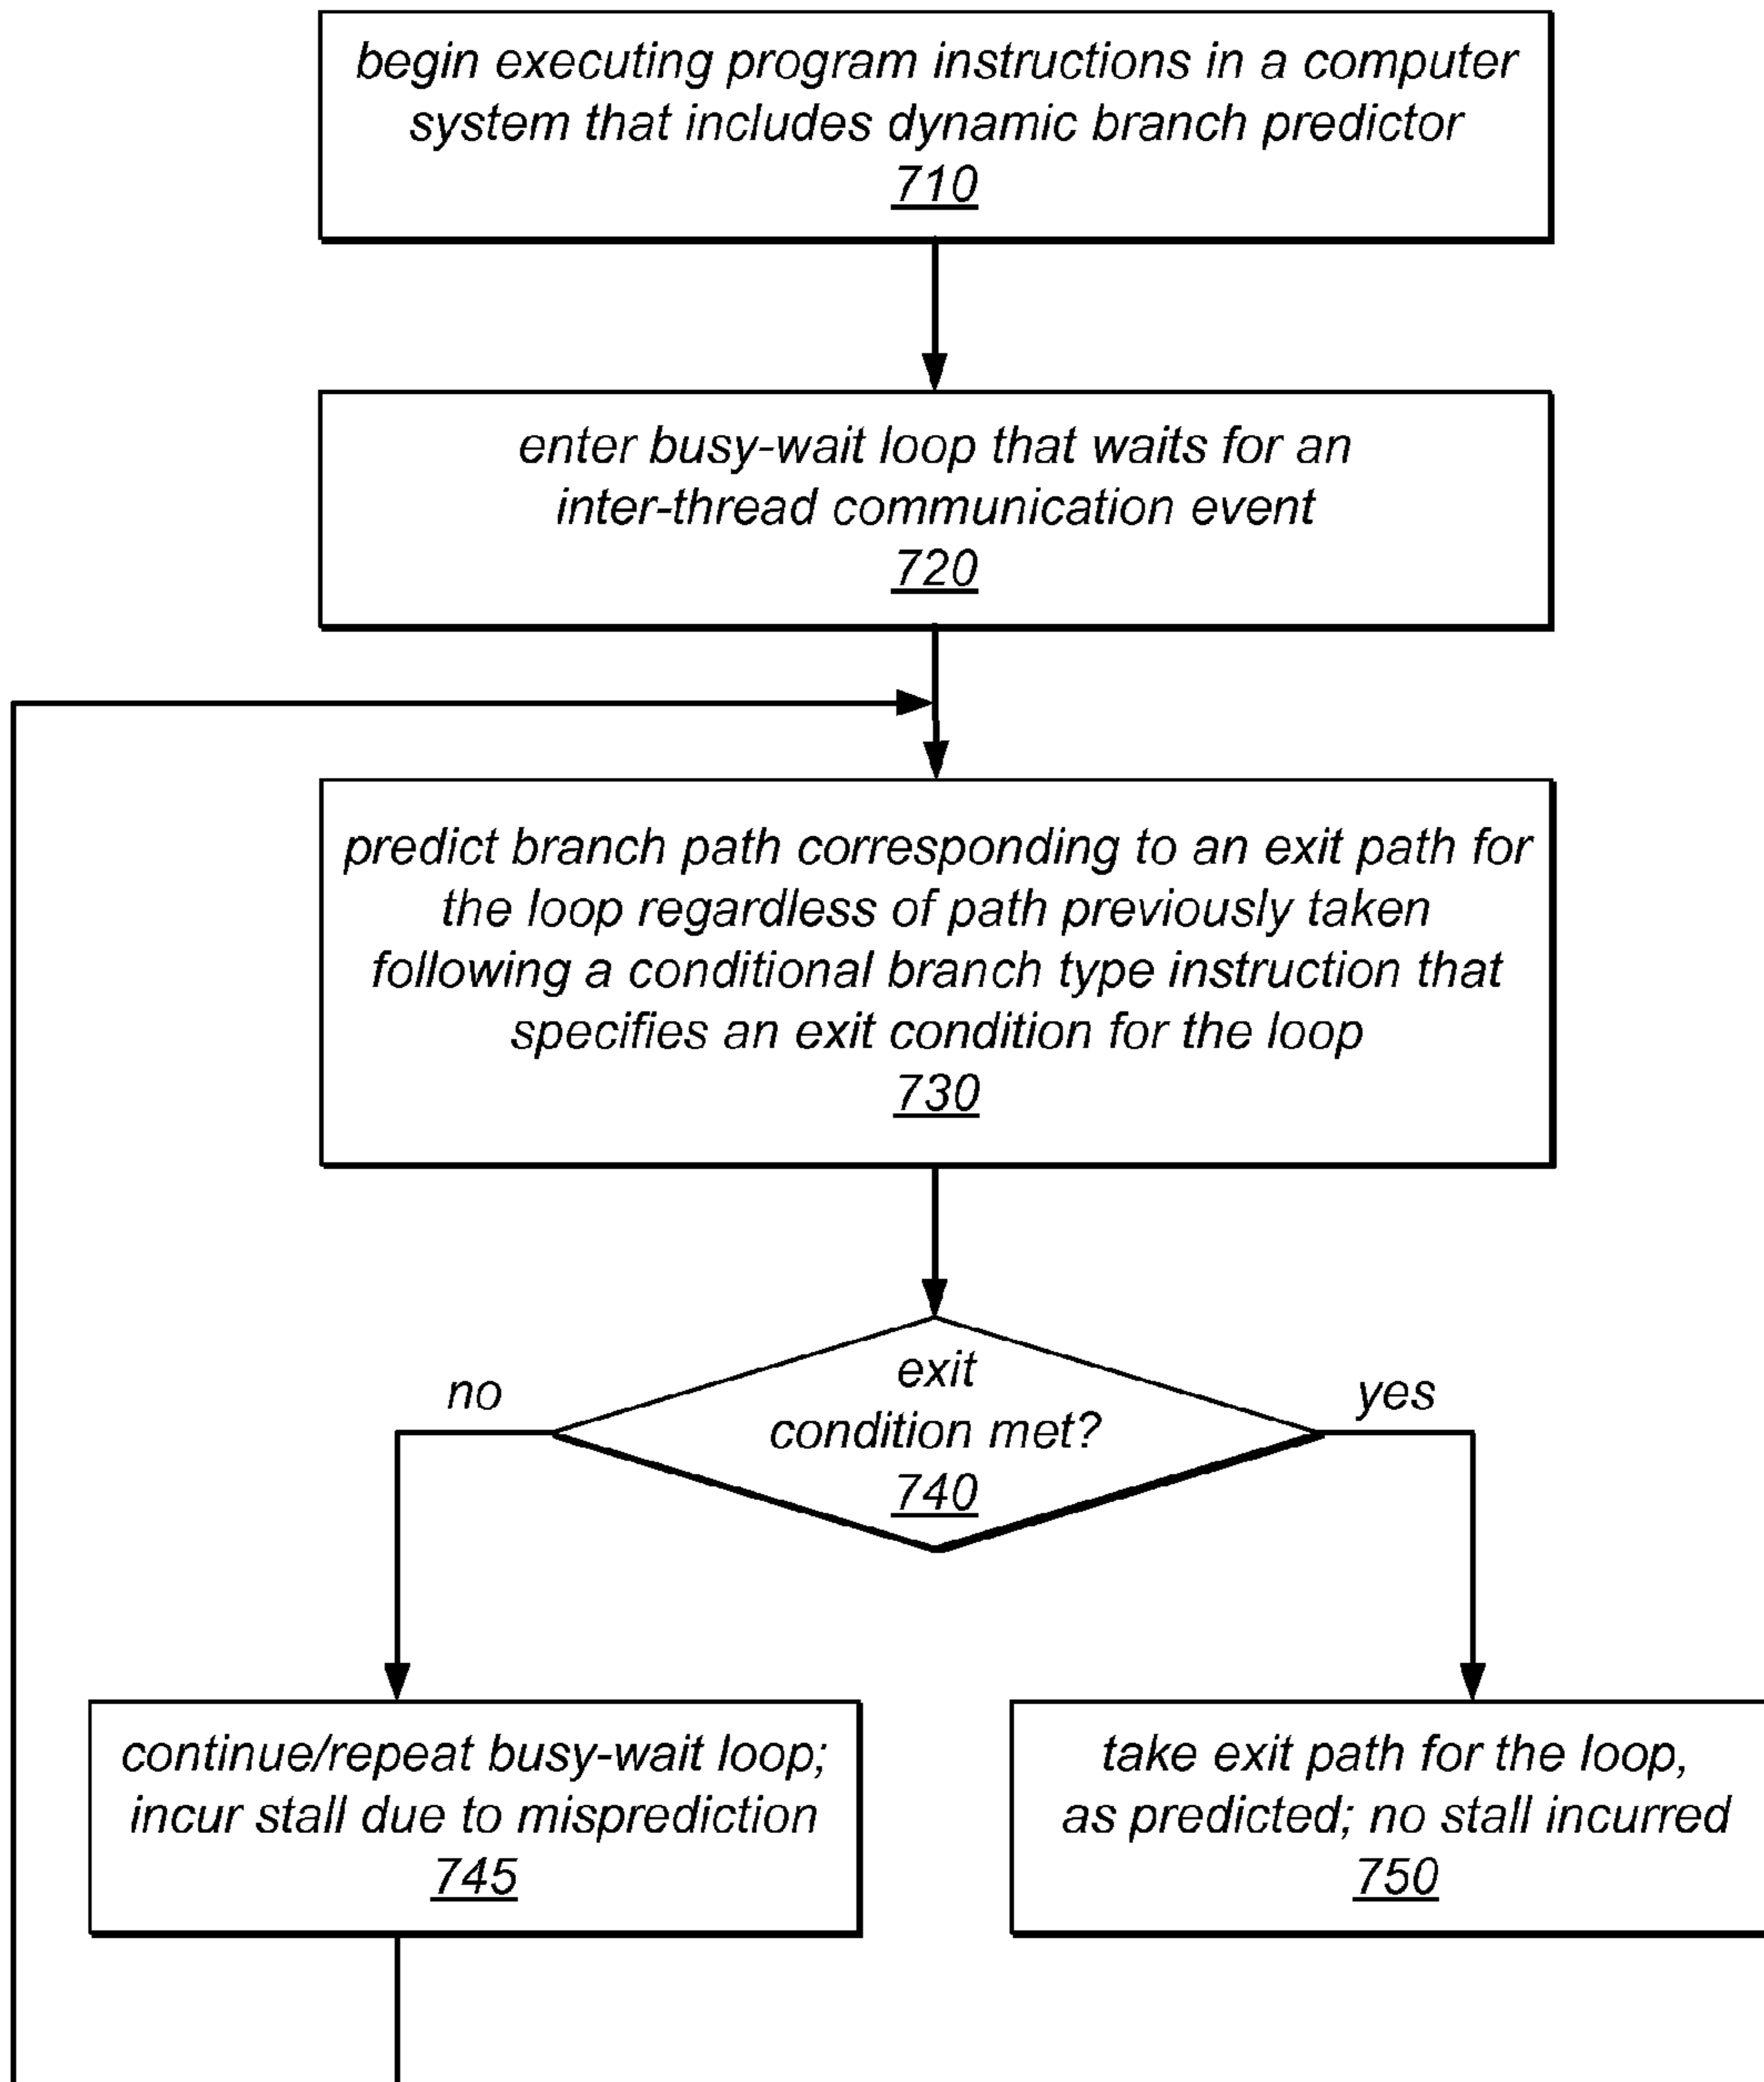 begin executing program instructions in a computer
system that includes dynamic branch predictor
710
enter busy-wait loop that waits for an
inter-thread communication event
720
predict branch path corresponding to an exit path for
the loop regardless of path previously taken
following a conditional branch type instruction that
specifies an exit condition for the loop
730
exit
condition met?
740
no
yes
continue/repeat busy-wait loop;
incur stall due to misprediction
745
take exit path for the loop,
as predicted; no stall incurred
750